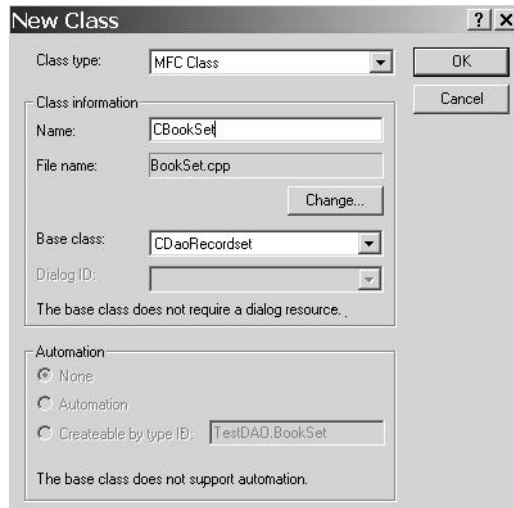 New Class
? X
Class type: MFC Class
OK
Cancel
Class information
Name: CBookSet
File name: BookSet.cpp
Change...
Base class: CDaoRecordset
Dialog ID:
The base class does not require a dialog resource.
Automation
None
Automation
Createable by type ID: TestDAO.BookSet
The base class does not support automation.